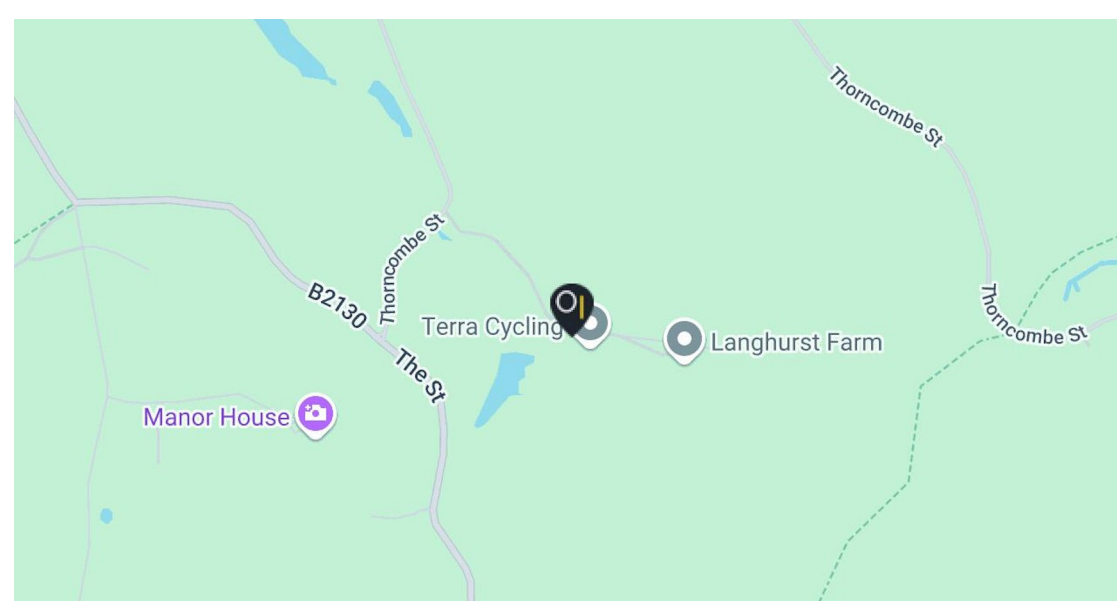 Thorncombe St
Thorncombe St
B2130
Terra Cycling
Langhurst Farm
Thorncombe St
The St
Manor House